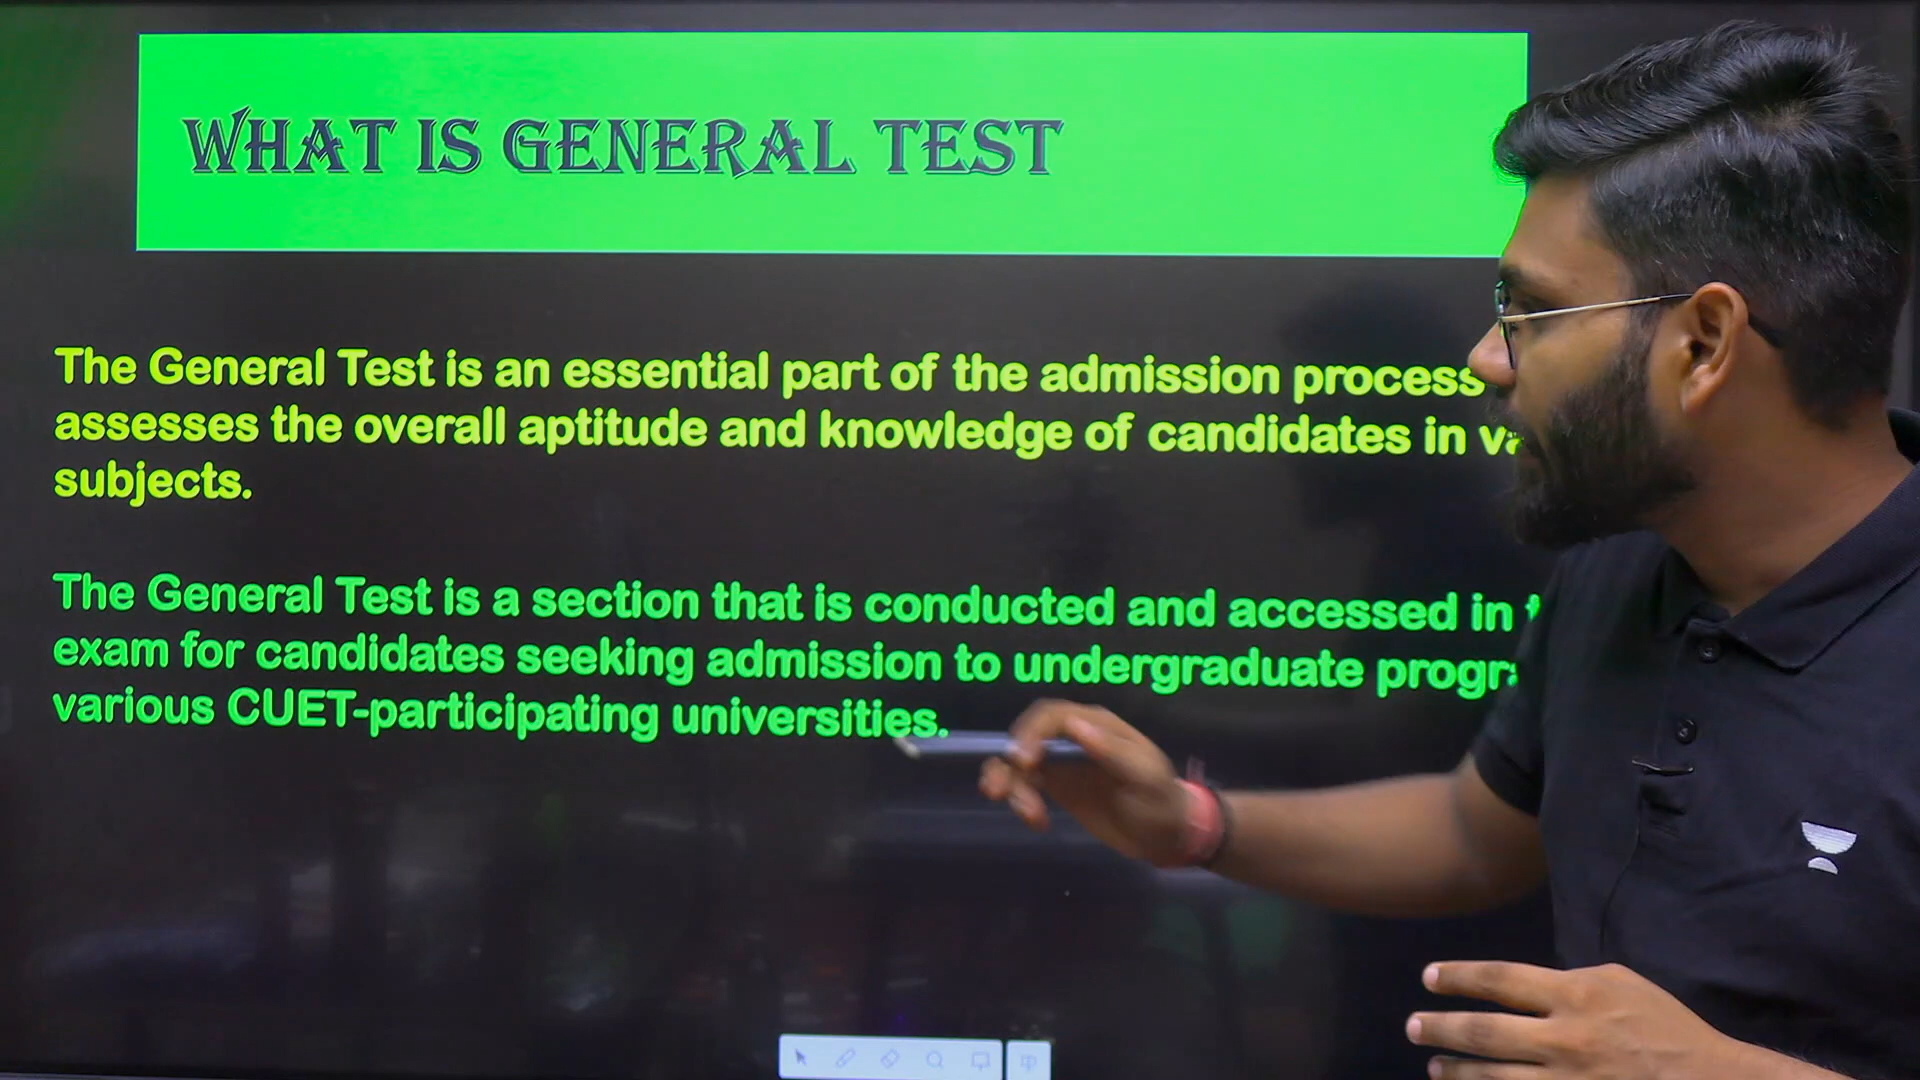 WHAT IS GENERAL TEST
The General Test is an essential part of the admission process
assesses the overall aptitude and knowledge of candidates in
subjects.
The General Test is a section that is conducted and accessed in
exam for candidates seeking admission to undergraduate
various CUET-participating universities.